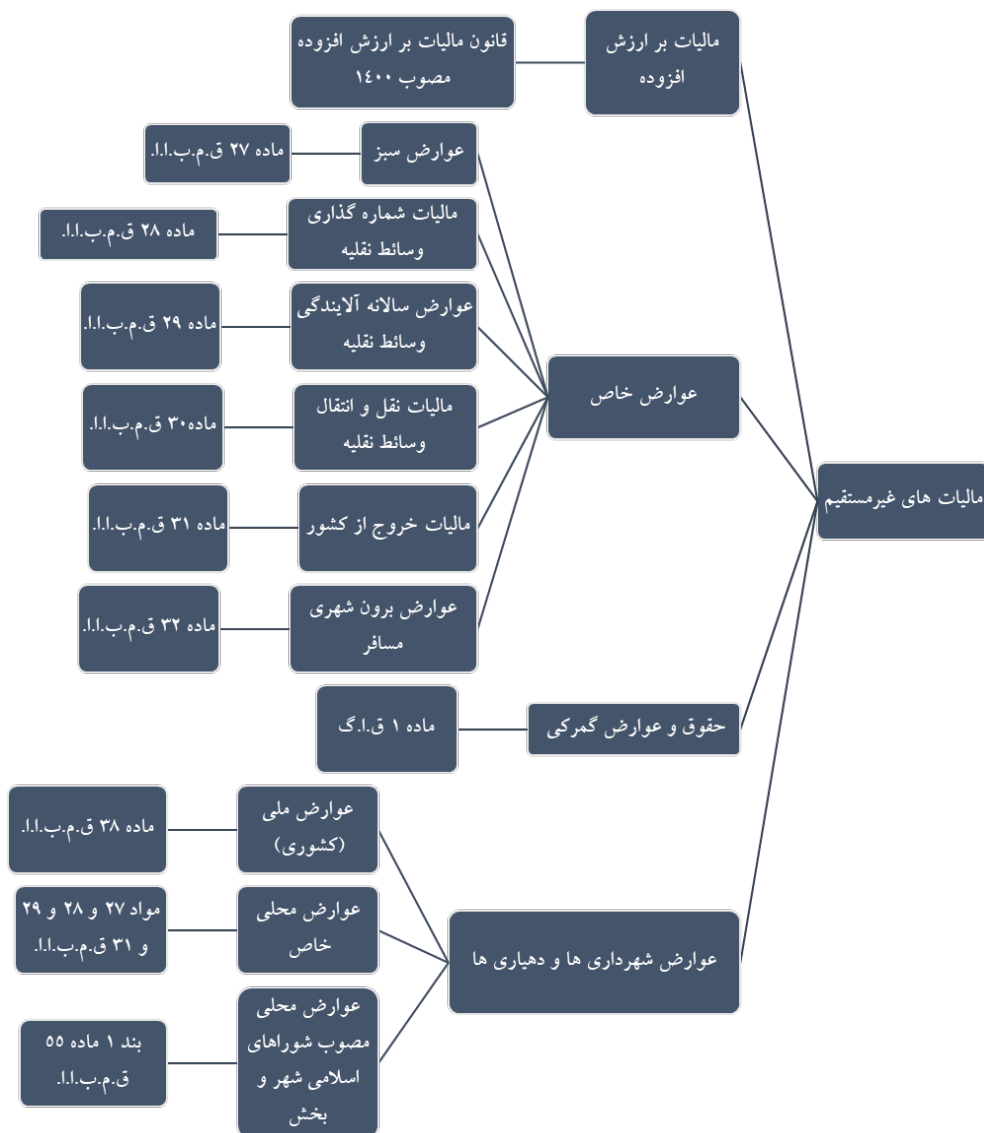 مالیات های غیرمستقیم
مالیات بر ارزش
افزوده
قانون مالیات بر ارزش افزوده
مصوب ۱٤۰۰
عوارض خاص
عوارض سبز
ماده ۲۷ ق.م.ب.ا.ا.
مالیات شماره گذاری
وسائط نقلیه
ماده ۲۸ ق.م.ب.ا.ا.
عوارض سالانه آلایندگی
وسائط نقلیه
ماده ۲۹ ق.م.ب.ا.ا.
مالیات نقل و انتقال
وسائط نقلیه
ماده۳۰ ق.م.ب.ا.ا.
مالیات خروج از کشور
ماده ۳۱ ق.م.ب.ا.ا.
عوارض برون شهری
مسافر
ماده ۳۲ ق.م.ب.ا.ا.
حقوق و عوارض گمرکی
ماده ۱ ق.ا.گ
عوارض شهرداری ها و دهیاری ها
عوارض ملی
(کشوری)
ماده ۳۸ ق.م.ب.ا.ا.
عوارض محلی
خاص
مواد ۲۷ و ۲۸ و ۲۹
و ۳۱ ق.م.ب.ا.ا.
عوارض محلی
مصوب شوراهای
اسلامی شهر و
بخش
بند ۱ ماده ٥٥
ق.م.ب.ا.ا.